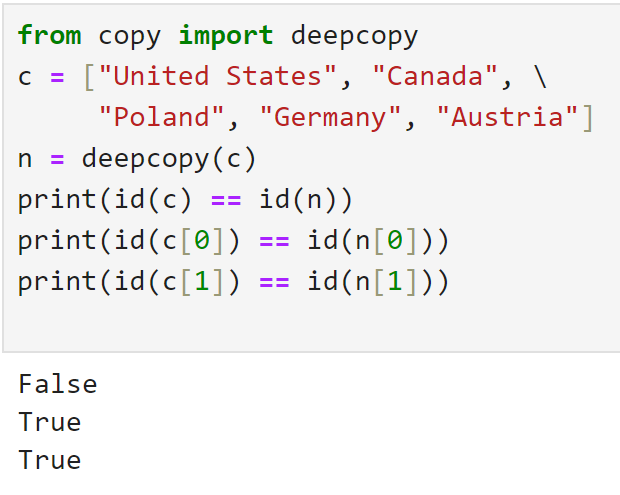 from copy import deepcopy
c = ["United States", "Canada", \
     "Poland", "Germany", "Austria"]
n = deepcopy(c)
print(id(c) == id(n))
print(id(c[0]) == id(n[0]))
print(id(c[1]) == id(n[1]))
False
True
True